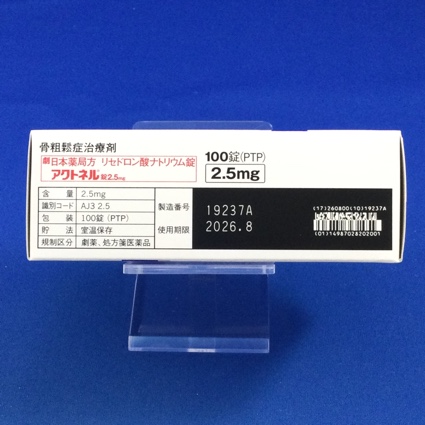 骨粗鬆症治療剤
劇 日本薬局方 リセドロン酸ナトリウム錠
アクトネル錠2.5mg
100錠(PTP)
2.5mg
含 量 2.5mg
識別コード AJ3 2.5
包 装 100錠(PTP)
貯 法 室温保存
規制区分 劇薬、処方箋医薬品
製造番号 19237A
使用期限 2026.8
(17)260800(10)19237A
(01)14987028202001